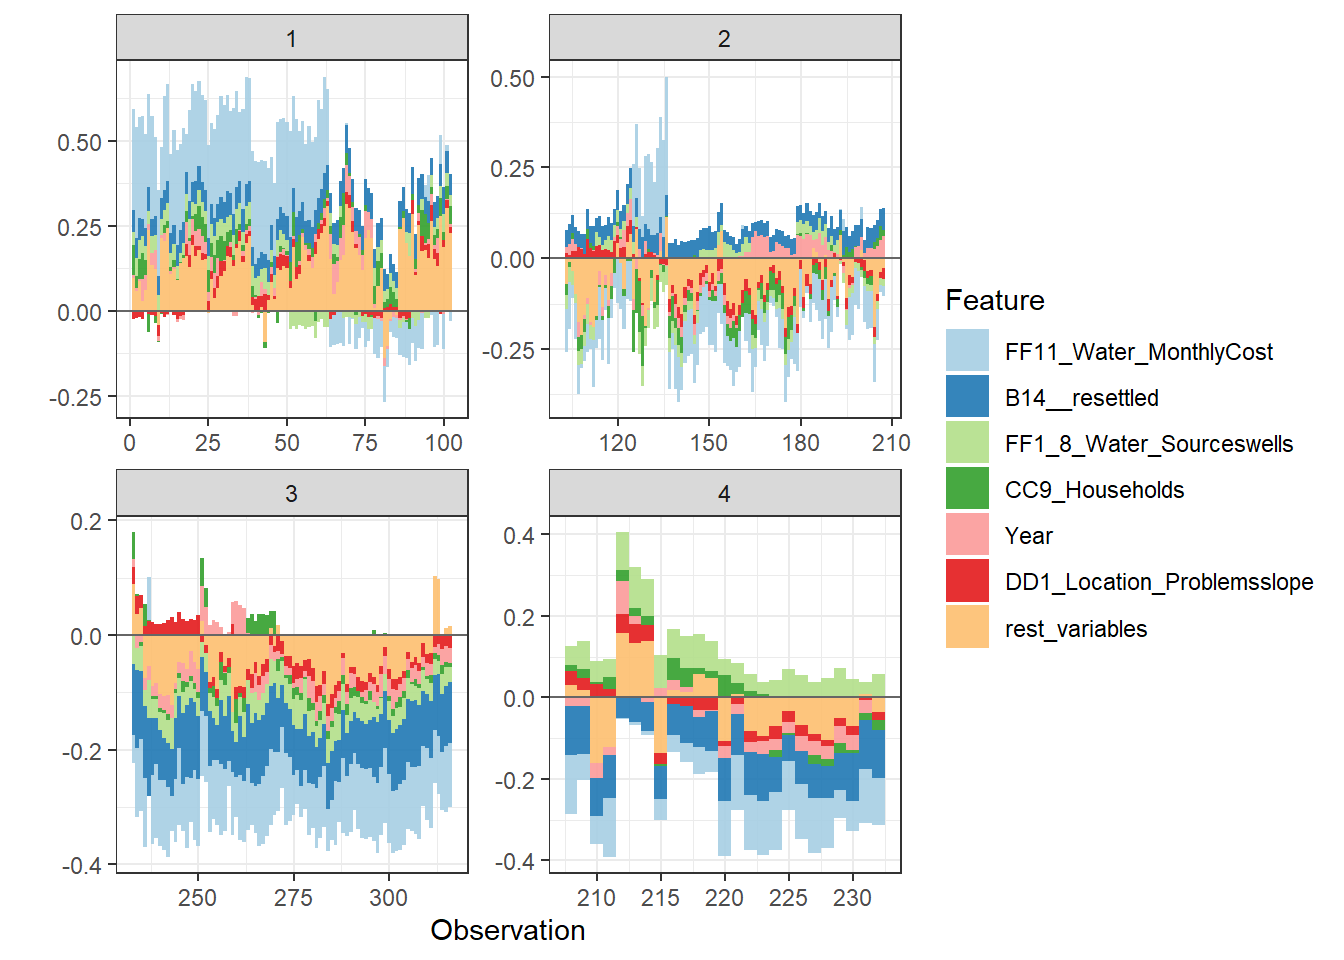 1
2
0.50
0.25
0.00
-0.25
0 25 50 75 100
0.50
0.25
0.00
-0.25
120 150 180 210
3
4
0.2
0.0
-0.2
-0.4
250 275 300
0.4
0.2
0.0
-0.2
-0.4
210 215 220 225 230
Observation
Feature
FF11_Water_MonthlyCost
B14__resettled
FF1_8_Water_Sourceswells
CC9_Households
Year
DD1_Location_Problemsslope
rest_variables